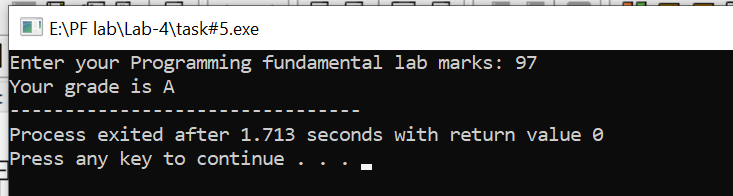 E:\PF lab\Lab-4\task#5.exe
Enter your Programming fundamental lab marks: 97
Your grade is A
--------------------------------
Process exited after 1.713 seconds with return value 0
Press any key to continue . . .